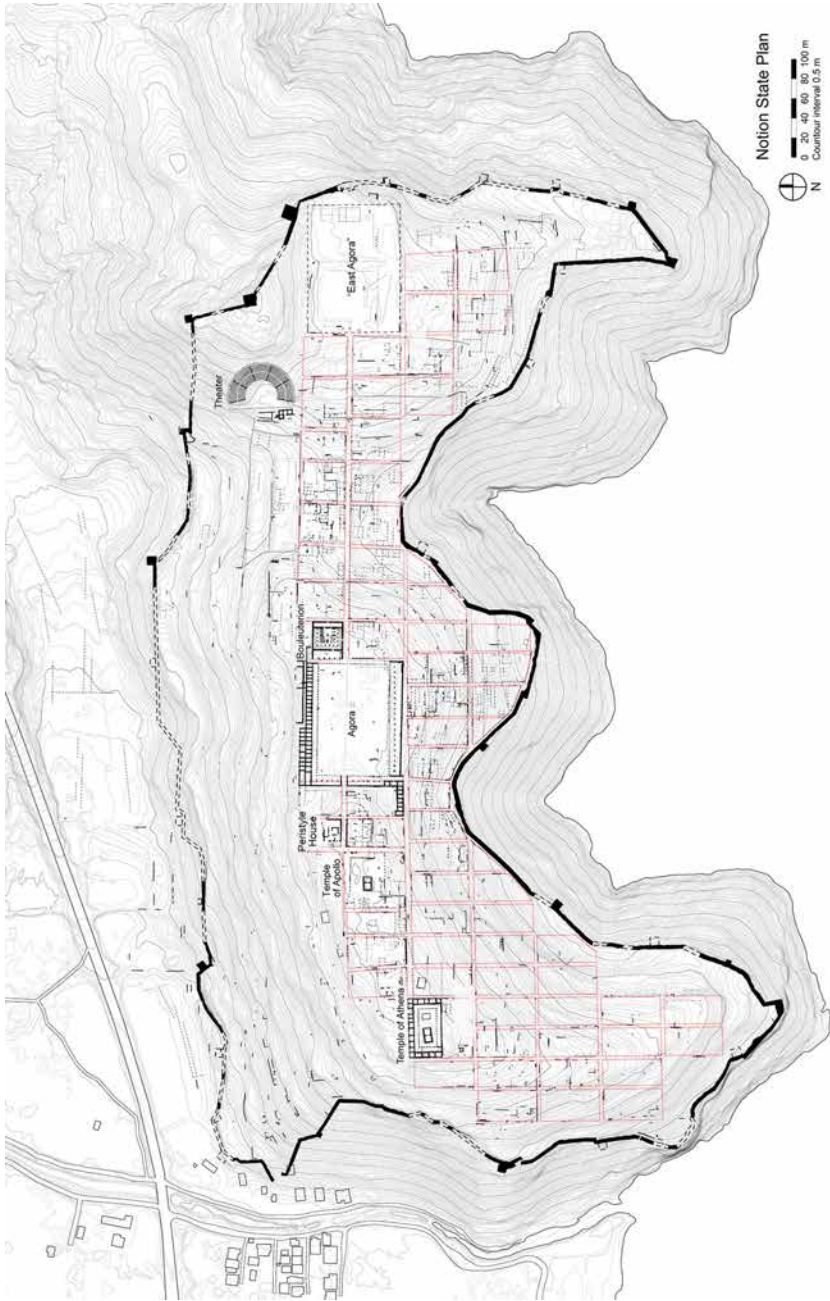 Notion State Plan
0 20 40 60 80 100 m
Countour interval 0.5 m
N
"East Agora"
Theater
Bouleuterion
Agora
Peristyle
House
Temple
of Apollo
Temple of Athena